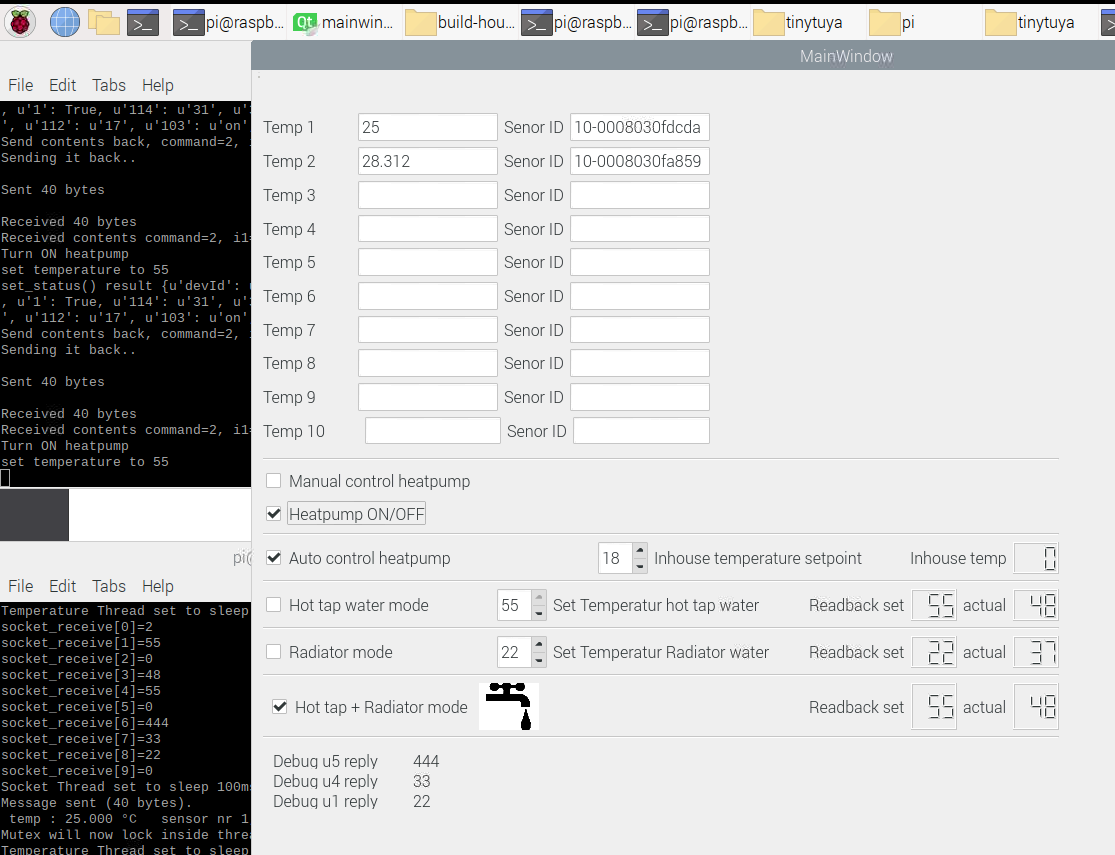 pi@raspb... Qt mainwin... build-hou... pi@raspb... pi@raspb... tinytuya pi tinytuya
MainWindow
File Edit Tabs Help
, u'1': True, u'114': u'31', u'
', u'112': u'17', u'103': u'on'
Send contents back, command=2,
Sending it back..
Sent 40 bytes
Received 40 bytes
Received contents command=2, i1
Turn ON heatpump
set temperature to 55
set_status() result {u'devId':
, u'1': True, u'114': u'31', u'
', u'112': u'17', u'103': u'on'
Send contents back, command=2,
Sending it back..
Sent 40 bytes
Received 40 bytes
Received contents command=2, i1
Turn ON heatpump
set temperature to 55
pi@
File Edit Tabs Help
Temperature Thread set to sleep
socket_receive[0]=2
socket_receive[1]=55
socket_receive[2]=0
socket_receive[3]=48
socket_receive[4]=55
socket_receive[5]=0
socket_receive[6]=444
socket_receive[7]=33
socket_receive[8]=22
socket_receive[9]=0
Socket Thread set to sleep 100m
Message sent (40 bytes).
temp : 25.000 °C sensor nr 1
Mutex will now lock inside thre
Temperature Thread set to sleep
Temp 1 25 Senor ID 10-0008030fdcda
Temp 2 28.312 Senor ID 10-0008030fa859
Temp 3 Senor ID
Temp 4 Senor ID
Temp 5 Senor ID
Temp 6 Senor ID
Temp 7 Senor ID
Temp 8 Senor ID
Temp 9 Senor ID
Temp 10 Senor ID
Manual control heatpump
Heatpump ON/OFF
Auto control heatpump 18 Inhouse temperature setpoint Inhouse temp 0
Hot tap water mode 55 Set Temperatur hot tap water Readback set 55 actual 48
Radiator mode 22 Set Temperatur Radiator water Readback set 22 actual 37
Hot tap + Radiator mode Readback set 55 actual 48
Debug u5 reply 444
Debug u4 reply 33
Debug u1 reply 22